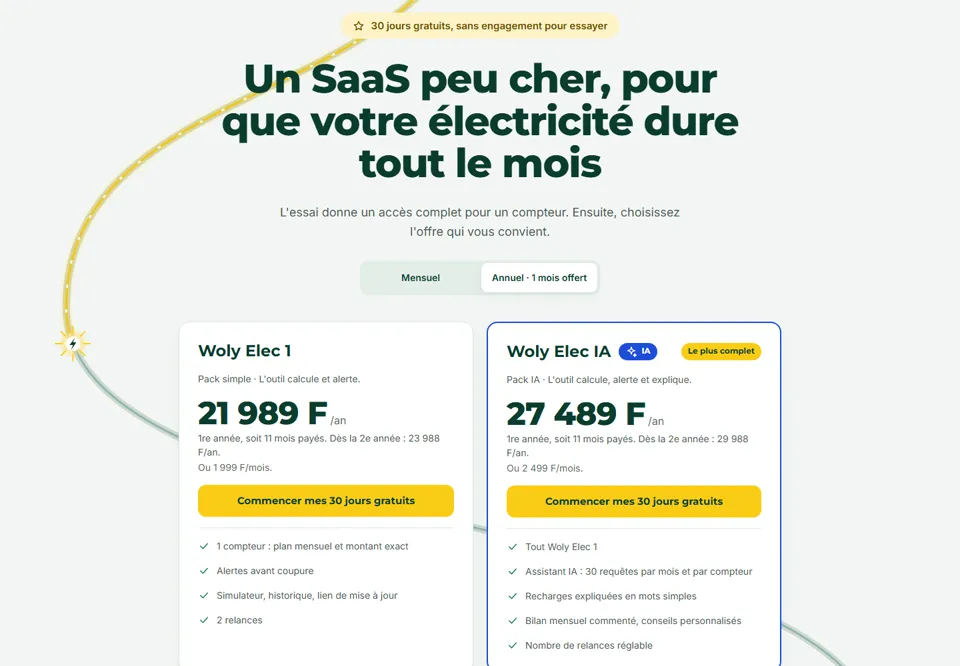 30 jours gratuits, sans engagement pour essayer
Un SaaS peu cher, pour
que votre électricité dure
tout le mois
L'essai donne un accès complet pour un compteur. Ensuite, choisissez
l'offre qui vous convient.
Mensuel
Annuel · 1 mois offert
Woly Elec 1
Pack simple · L'outil calcule et alerte.
21 989 F /an
1re année, soit 11 mois payés. Dès la 2e année : 23 988
F/an.
Ou 1 999 F/mois.
Commencer mes 30 jours gratuits
1 compteur : plan mensuel et montant exact
Alertes avant coupure
Simulateur, historique, lien de mise à jour
2 relances
Woly Elec IA
IA
Le plus complet
Pack IA · L'outil calcule, alerte et explique.
27 489 F /an
1re année, soit 11 mois payés. Dès la 2e année : 29 988
F/an.
Ou 2 499 F/mois.
Commencer mes 30 jours gratuits
Tout Woly Elec 1
Assistant IA : 30 requêtes par mois et par compteur
Recharges expliquées en mots simples
Bilan mensuel commenté, conseils personnalisés
Nombre de relances réglable